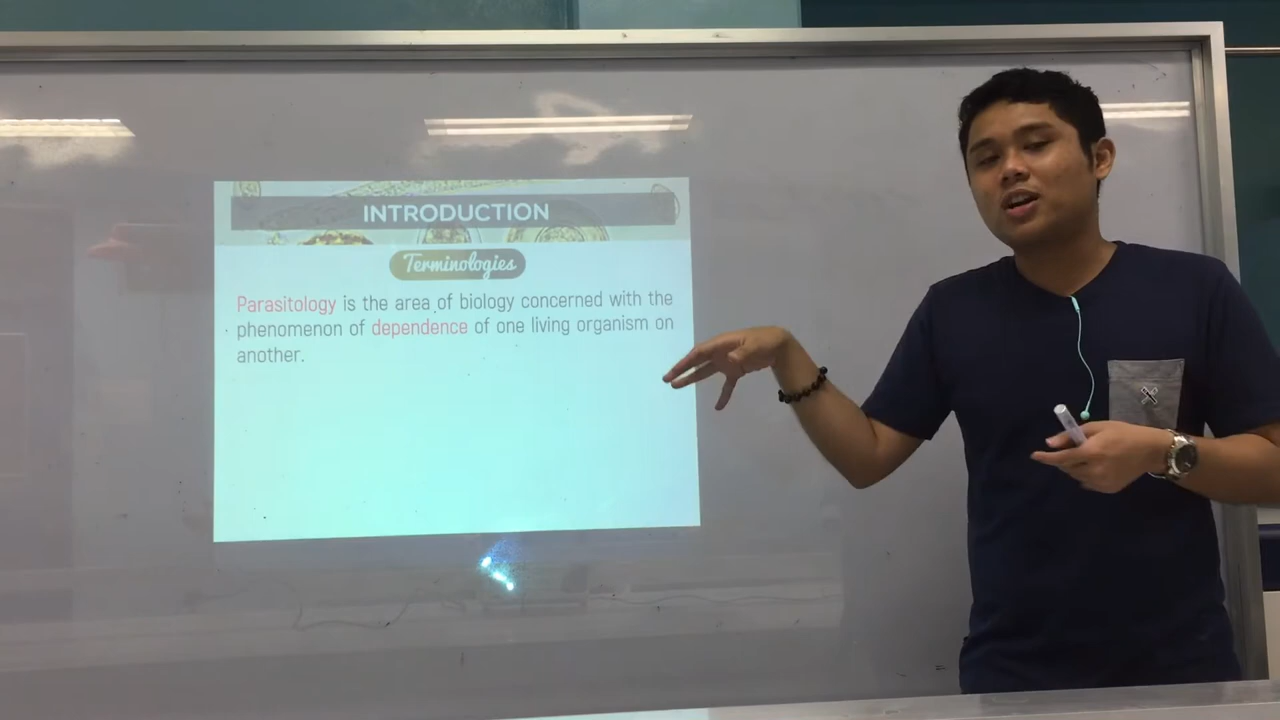 INTRODUCTION
Terminologies
Parasitology is the area of biology concerned with the
phenomenon of dependence of one living organism on
another.